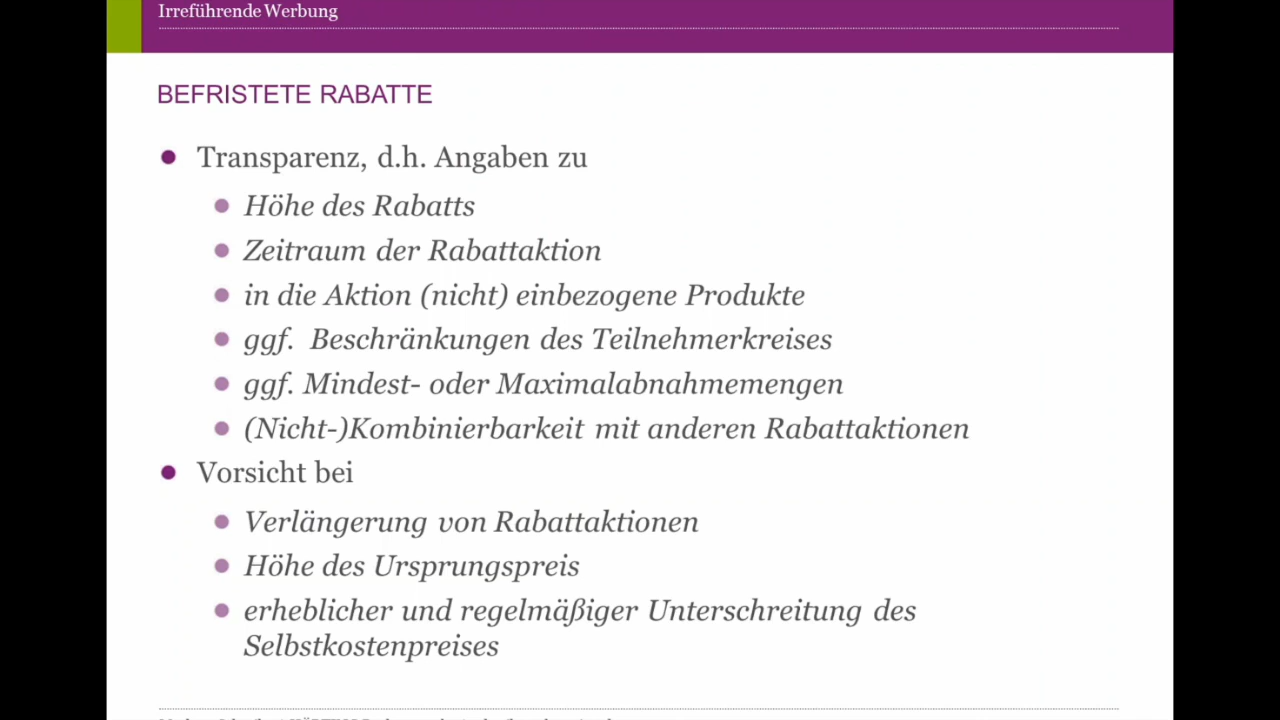 Irreführende Werbung
BEFRISTETE RABATTE
Transparenz, d.h. Angaben zu
Höhe des Rabatts
Zeitraum der Rabattaktion
in die Aktion (nicht) einbezogene Produkte
ggf. Beschränkungen des Teilnehmerkreises
ggf. Mindest- oder Maximalabnahmemengen
(Nicht-)Kombinierbarkeit mit anderen Rabattaktionen
Vorsicht bei
Verlängerung von Rabattaktionen
Höhe des Ursprungspreis
erheblicher und regelmäßiger Unterschreitung des
Selbstkostenpreises